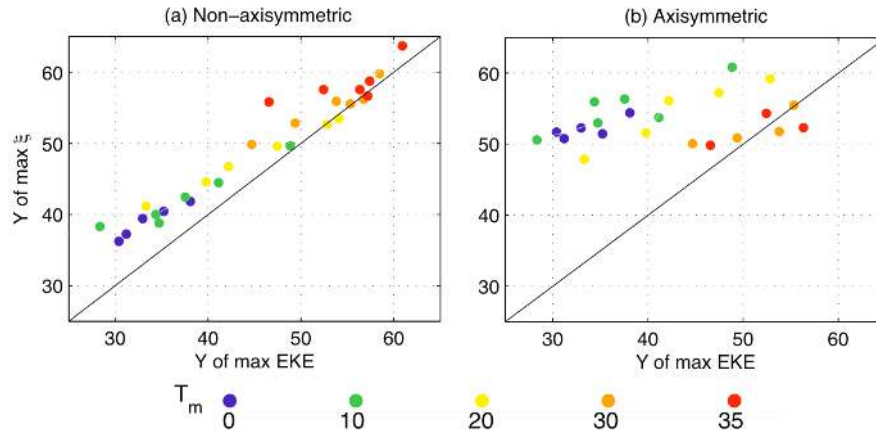 (a) Non-axisymmetric
(b) Axisymmetric
60
50
40
30
Y of max ξ
30 40 50 60
Y of max EKE
60
50
40
30
30 40 50 60
Y of max EKE
T_m
0 10 20 30 35